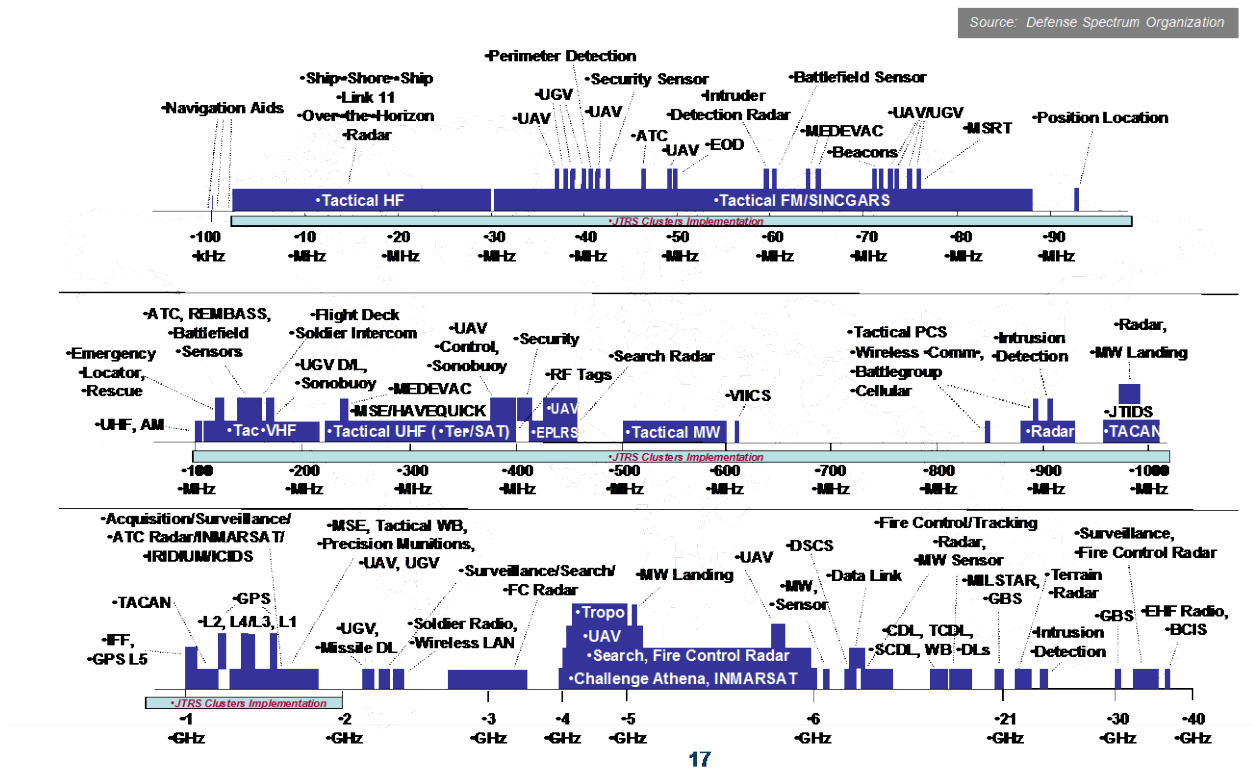 Source: Defense Spectrum Organization
•Perimeter Detection
•Ship-Shore-Ship
•Link 11
•Over-the-Horizon
•Radar
•Navigation Aids
•UGV
•UAV
•Security Sensor
•UAV
•Intruder
•Detection Radar
•Battlefield Sensor
•ATC
•UAV
•EOD
•MEDEVAC
•Beacons
•UAV/UGV
•MSRT
•Position Location
•Tactical HF
•Tactical FM/SINCGARS
•JTRS Clusters Implementation
•100
•kHz
•10
•MHz
•20
•MHz
•30
•MHz
•40
•MHz
•50
•MHz
•60
•MHz
•70
•MHz
•80
•MHz
•90
•MHz
•ATC, REMBASS,
•Battlefield
•Sensors
•Flight Deck
•Soldier Intercom
•Emergency
•Locator,
•Rescue
•UGV D/L,
•Sonobuoy
•UAV
•Control,
•Sonobuoy
•Security
•Search Radar
•RF Tags
•MEDEVAC
•MSE/HAVEQUICK
•UHF, AM
•VIICS
•Tactical PCS
•Wireless •Comm-,
•Battlegroup
•Cellular
•Intrusion
•Detection
•Radar,
•MW Landing
•JTIDS
•Tac•VHF
•Tactical UHF (•Ter/SAT)
•UAV
•EPLRS
•Tactical MW
•Radar
•TACAN
•JTRS Clusters Implementation
•100
•MHz
•200
•MHz
•300
•MHz
•400
•MHz
•500
•MHz
•600
•MHz
•700
•MHz
•800
•MHz
•900
•MHz
•1000
•MHz
•Acquisition/Surveillance/
•ATC Radar/INMARSAT/
•IRIDIUM/ICIDS
•MSE, Tactical WB,
•Precision Munitions,
•UAV, UGV
•TACAN
•GPS
•L2, L4/L3, L1
•IFF,
•GPS L5
•UGV,
•Missile DL
•Surveillance/Search/
•FC Radar
•Soldier Radio,
•Wireless LAN
•MW Landing
•Tropo
•UAV
•Search, Fire Control Radar
•Challenge Athena, INMARSAT
•UAV
•DSCS
•MW,
•Sensor
•Data Link
•Fire Control/Tracking
•Radar,
•MW Sensor
•CDL, TCDL,
•SCDL, WB •DLs
•MILSTAR,
•GBS
•Terrain
•Radar
•Intrusion
•Detection
•Surveillance,
•Fire Control Radar
•GBS
•EHF Radio,
•BCIS
•JTRS Clusters Implementation
•1
•GHz
•2
•GHz
•3
•GHz
•4
•GHz
•5
•GHz
•6
•GHz
•21
•GHz
•30
•GHz
•40
•GHz
17